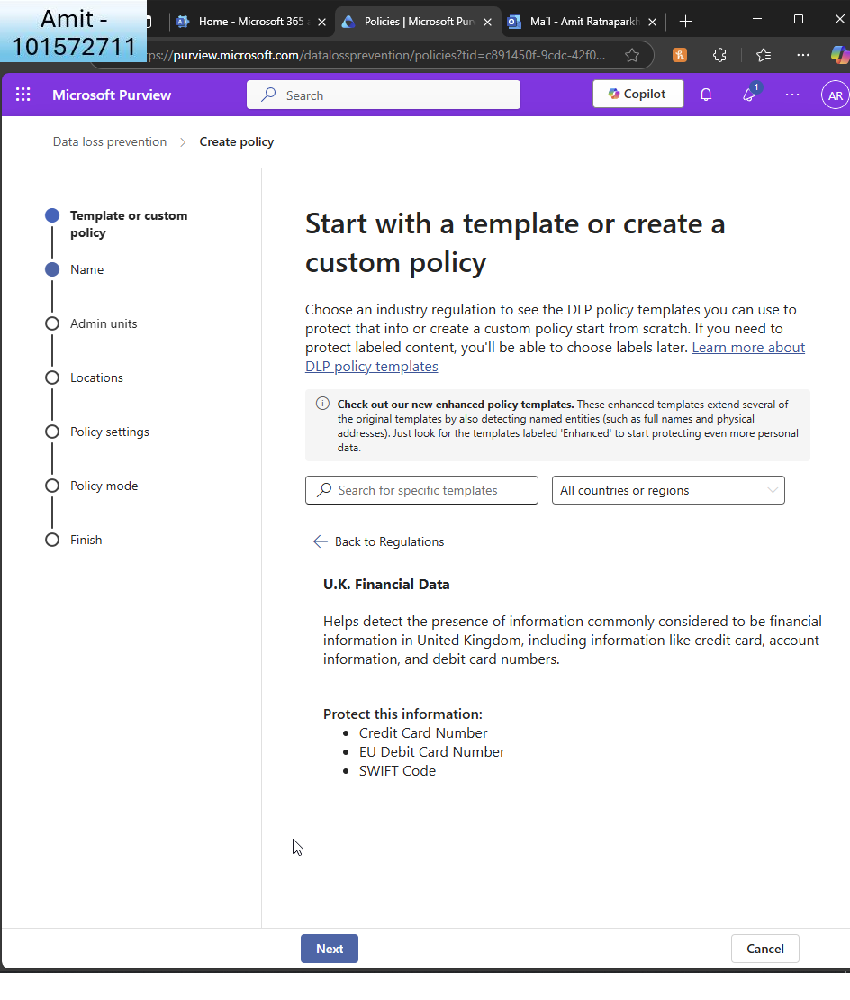 Amit -
101572711
Home - Microsoft 365
Policies | Microsoft Pur
Mail - Amit Ratnapark
ps://purview.microsoft.com/datalossprevention/policies?tid=c891450f-9cdc-42f0...
Microsoft Purview
Search
Copilot
1
AR
Data loss prevention > Create policy
Template or custom
policy
Name
Admin units
Locations
Policy settings
Policy mode
Finish
Start with a template or create a
custom policy
Choose an industry regulation to see the DLP policy templates you can use to
protect that info or create a custom policy start from scratch. If you need to
protect labeled content, you'll be able to choose labels later. Learn more about
DLP policy templates
Check out our new enhanced policy templates. These enhanced templates extend several of
the original templates by also detecting named entities (such as full names and physical
addresses). Just look for the templates labeled 'Enhanced' to start protecting even more personal
data.
Search for specific templates
All countries or regions
Back to Regulations
U.K. Financial Data
Helps detect the presence of information commonly considered to be financial
information in United Kingdom, including information like credit card, account
information, and debit card numbers.
Protect this information:
• Credit Card Number
• EU Debit Card Number
• SWIFT Code
Next
Cancel